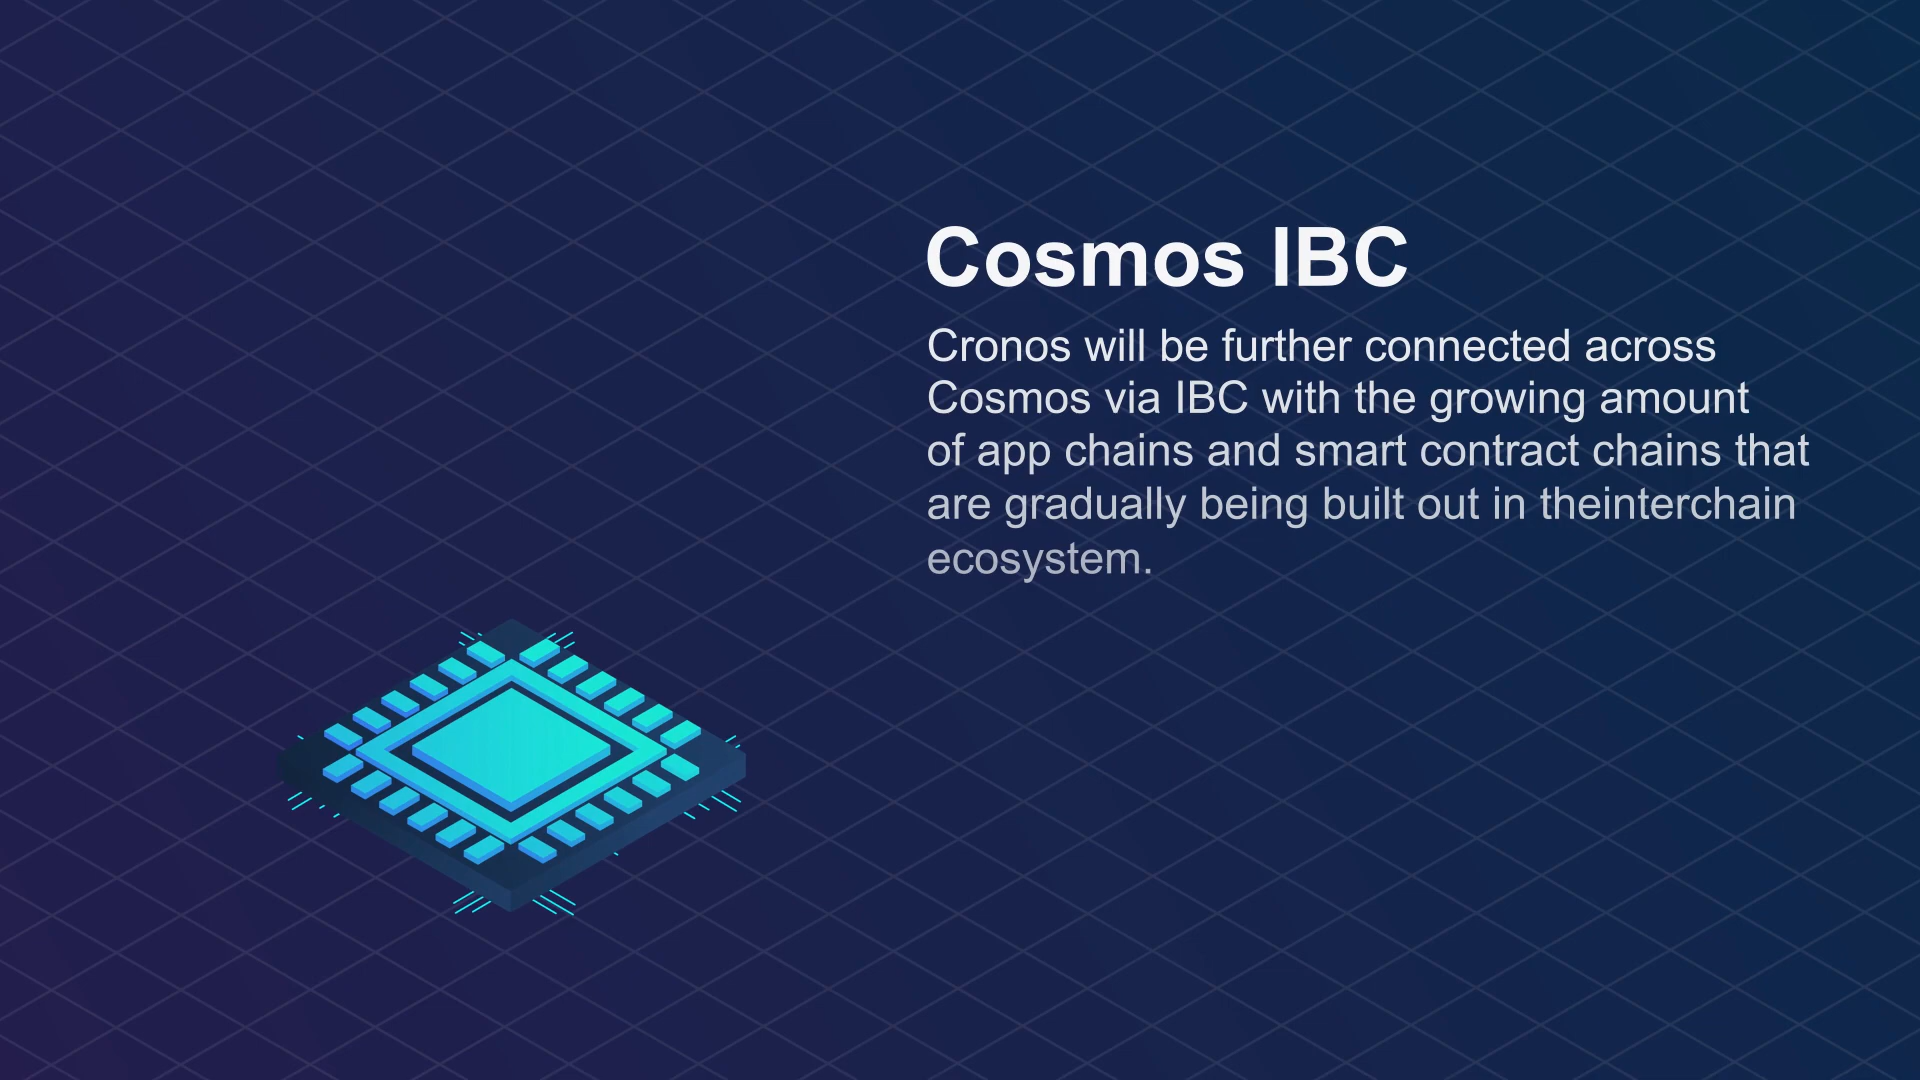 Cosmos IBC
Cronos will be further connected across
Cosmos via IBC with the growing amount
of app chains and smart contract chains that
are gradually being built out in theinterchain
ecosystem.